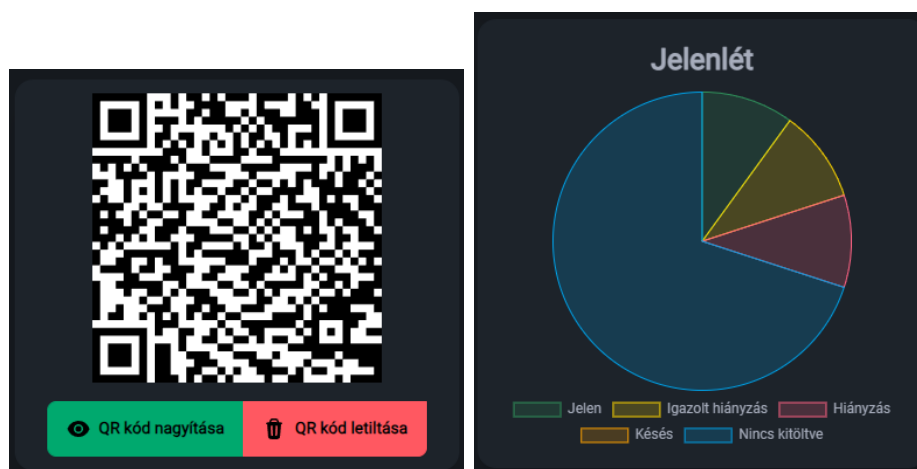 QR kód nagyítása
QR kód letiltása
Jelenlét
Jelen
Igazolt hiányzás
Hiányzás
Késés
Nincs kitöltve